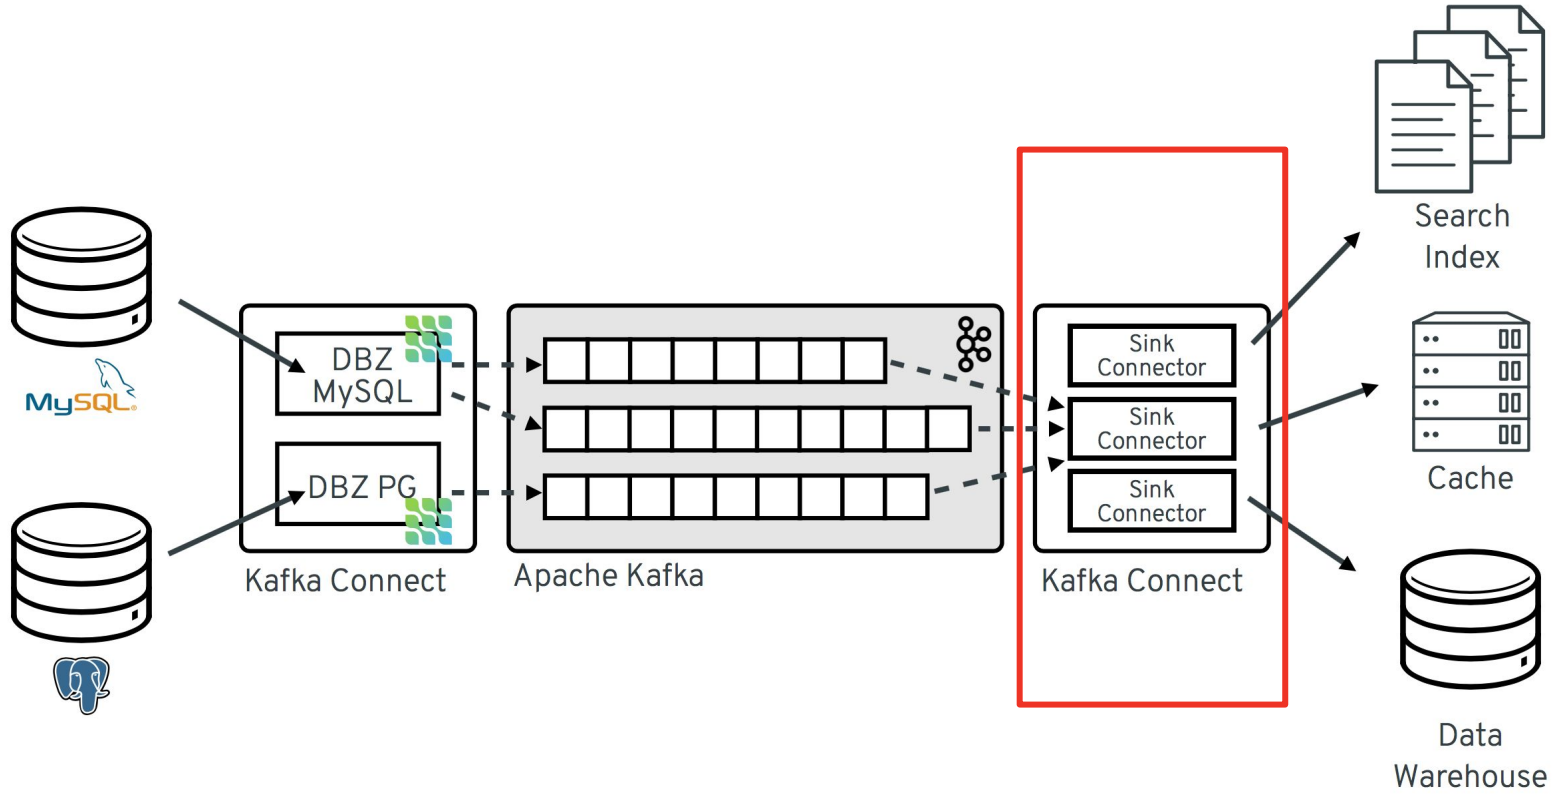 MySQL®
DBZ
MySQL
DBZ PG
Kafka Connect
Apache Kafka
Sink
Connector
Sink
Connector
Sink
Connector
Kafka Connect
Search
Index
Cache
Data
Warehouse